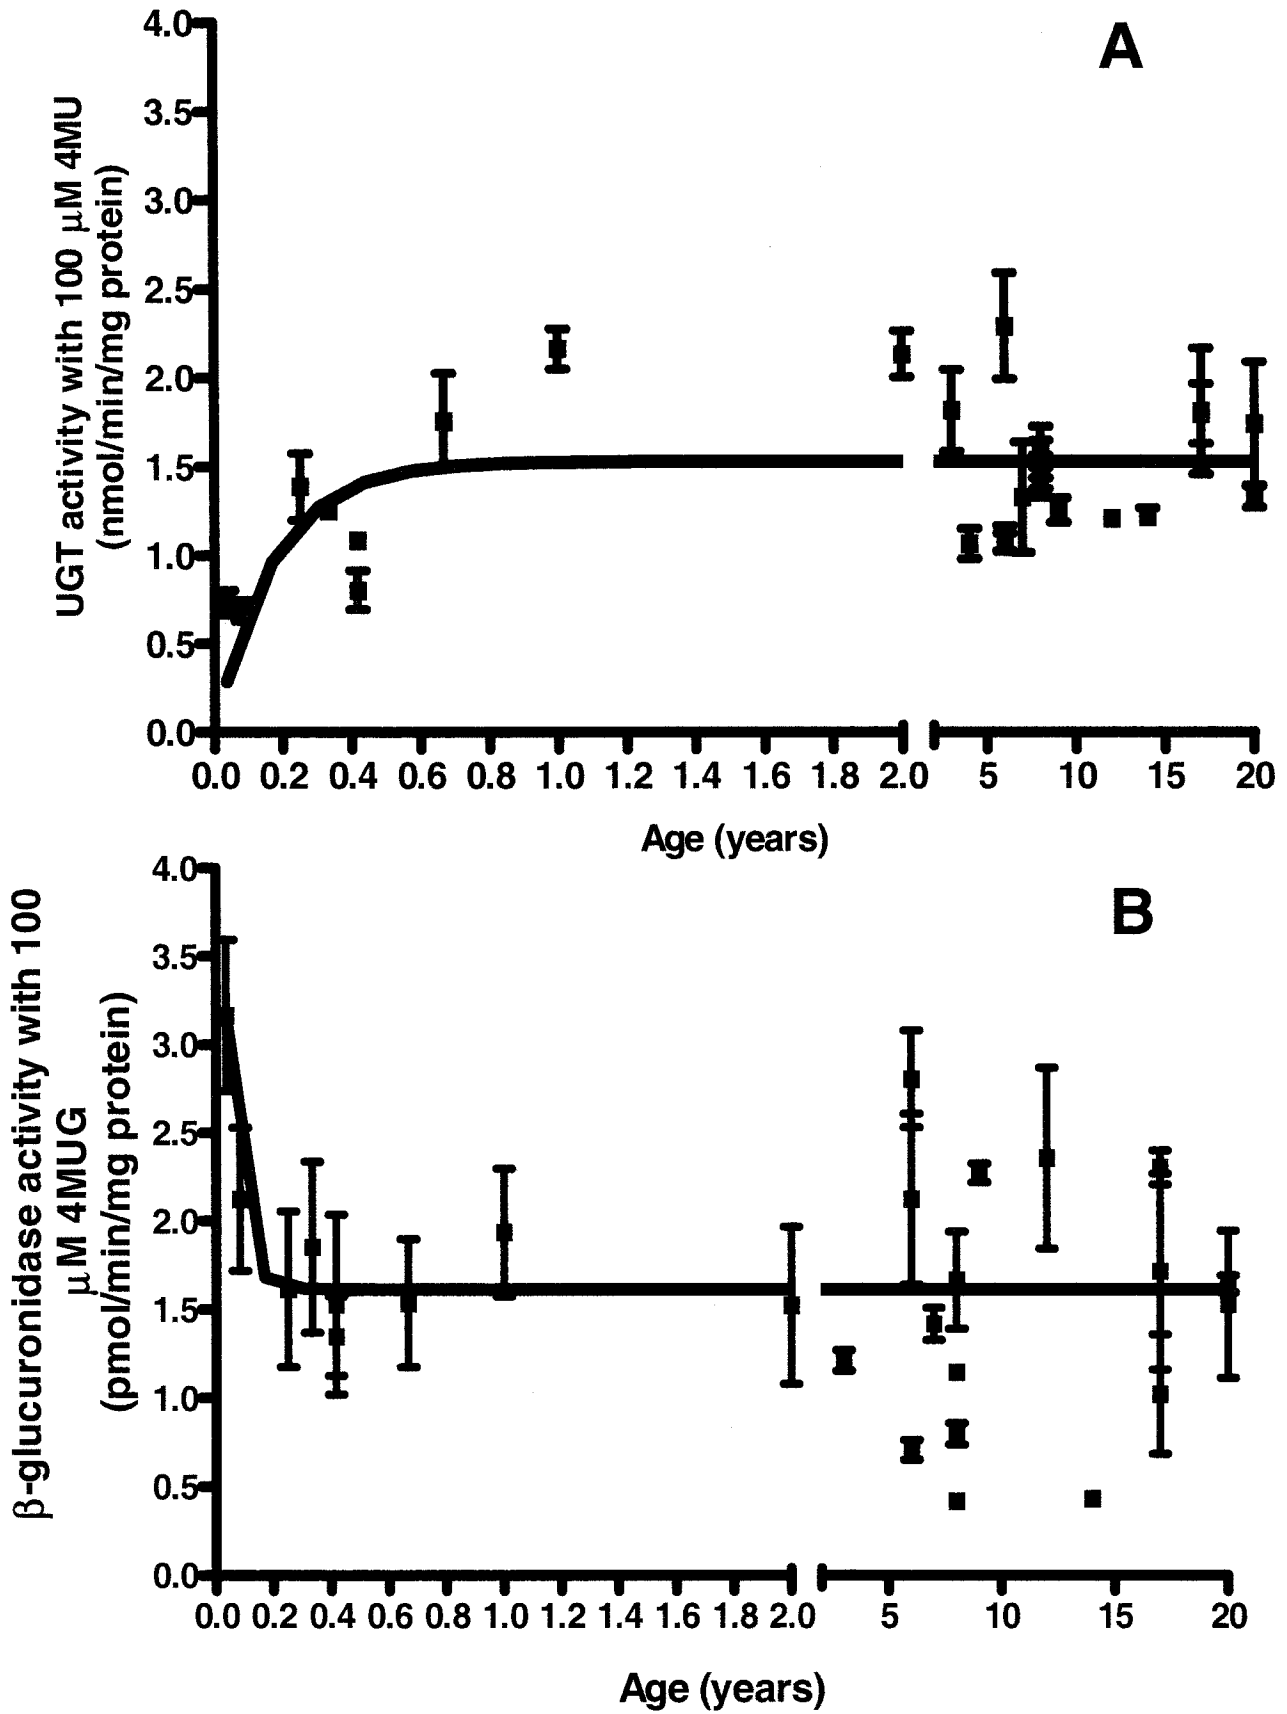 A
UGT activity with 100 μM 4MU
(nmol/min/mg protein)
4.0
3.5
3.0
2.5
2.0
1.5
1.0
0.5
0.0
0.0 0.2 0.4 0.6 0.8 1.0 1.2 1.4 1.6 1.8 2.0 5 10 15 20
Age (years)
B
β-glucuronidase activity with 100
μM 4MUG
(pmol/min/mg protein)
4.0
3.5
3.0
2.5
2.0
1.5
1.0
0.5
0.0
0.0 0.2 0.4 0.6 0.8 1.0 1.2 1.4 1.6 1.8 2.0 5 10 15 20
Age (years)